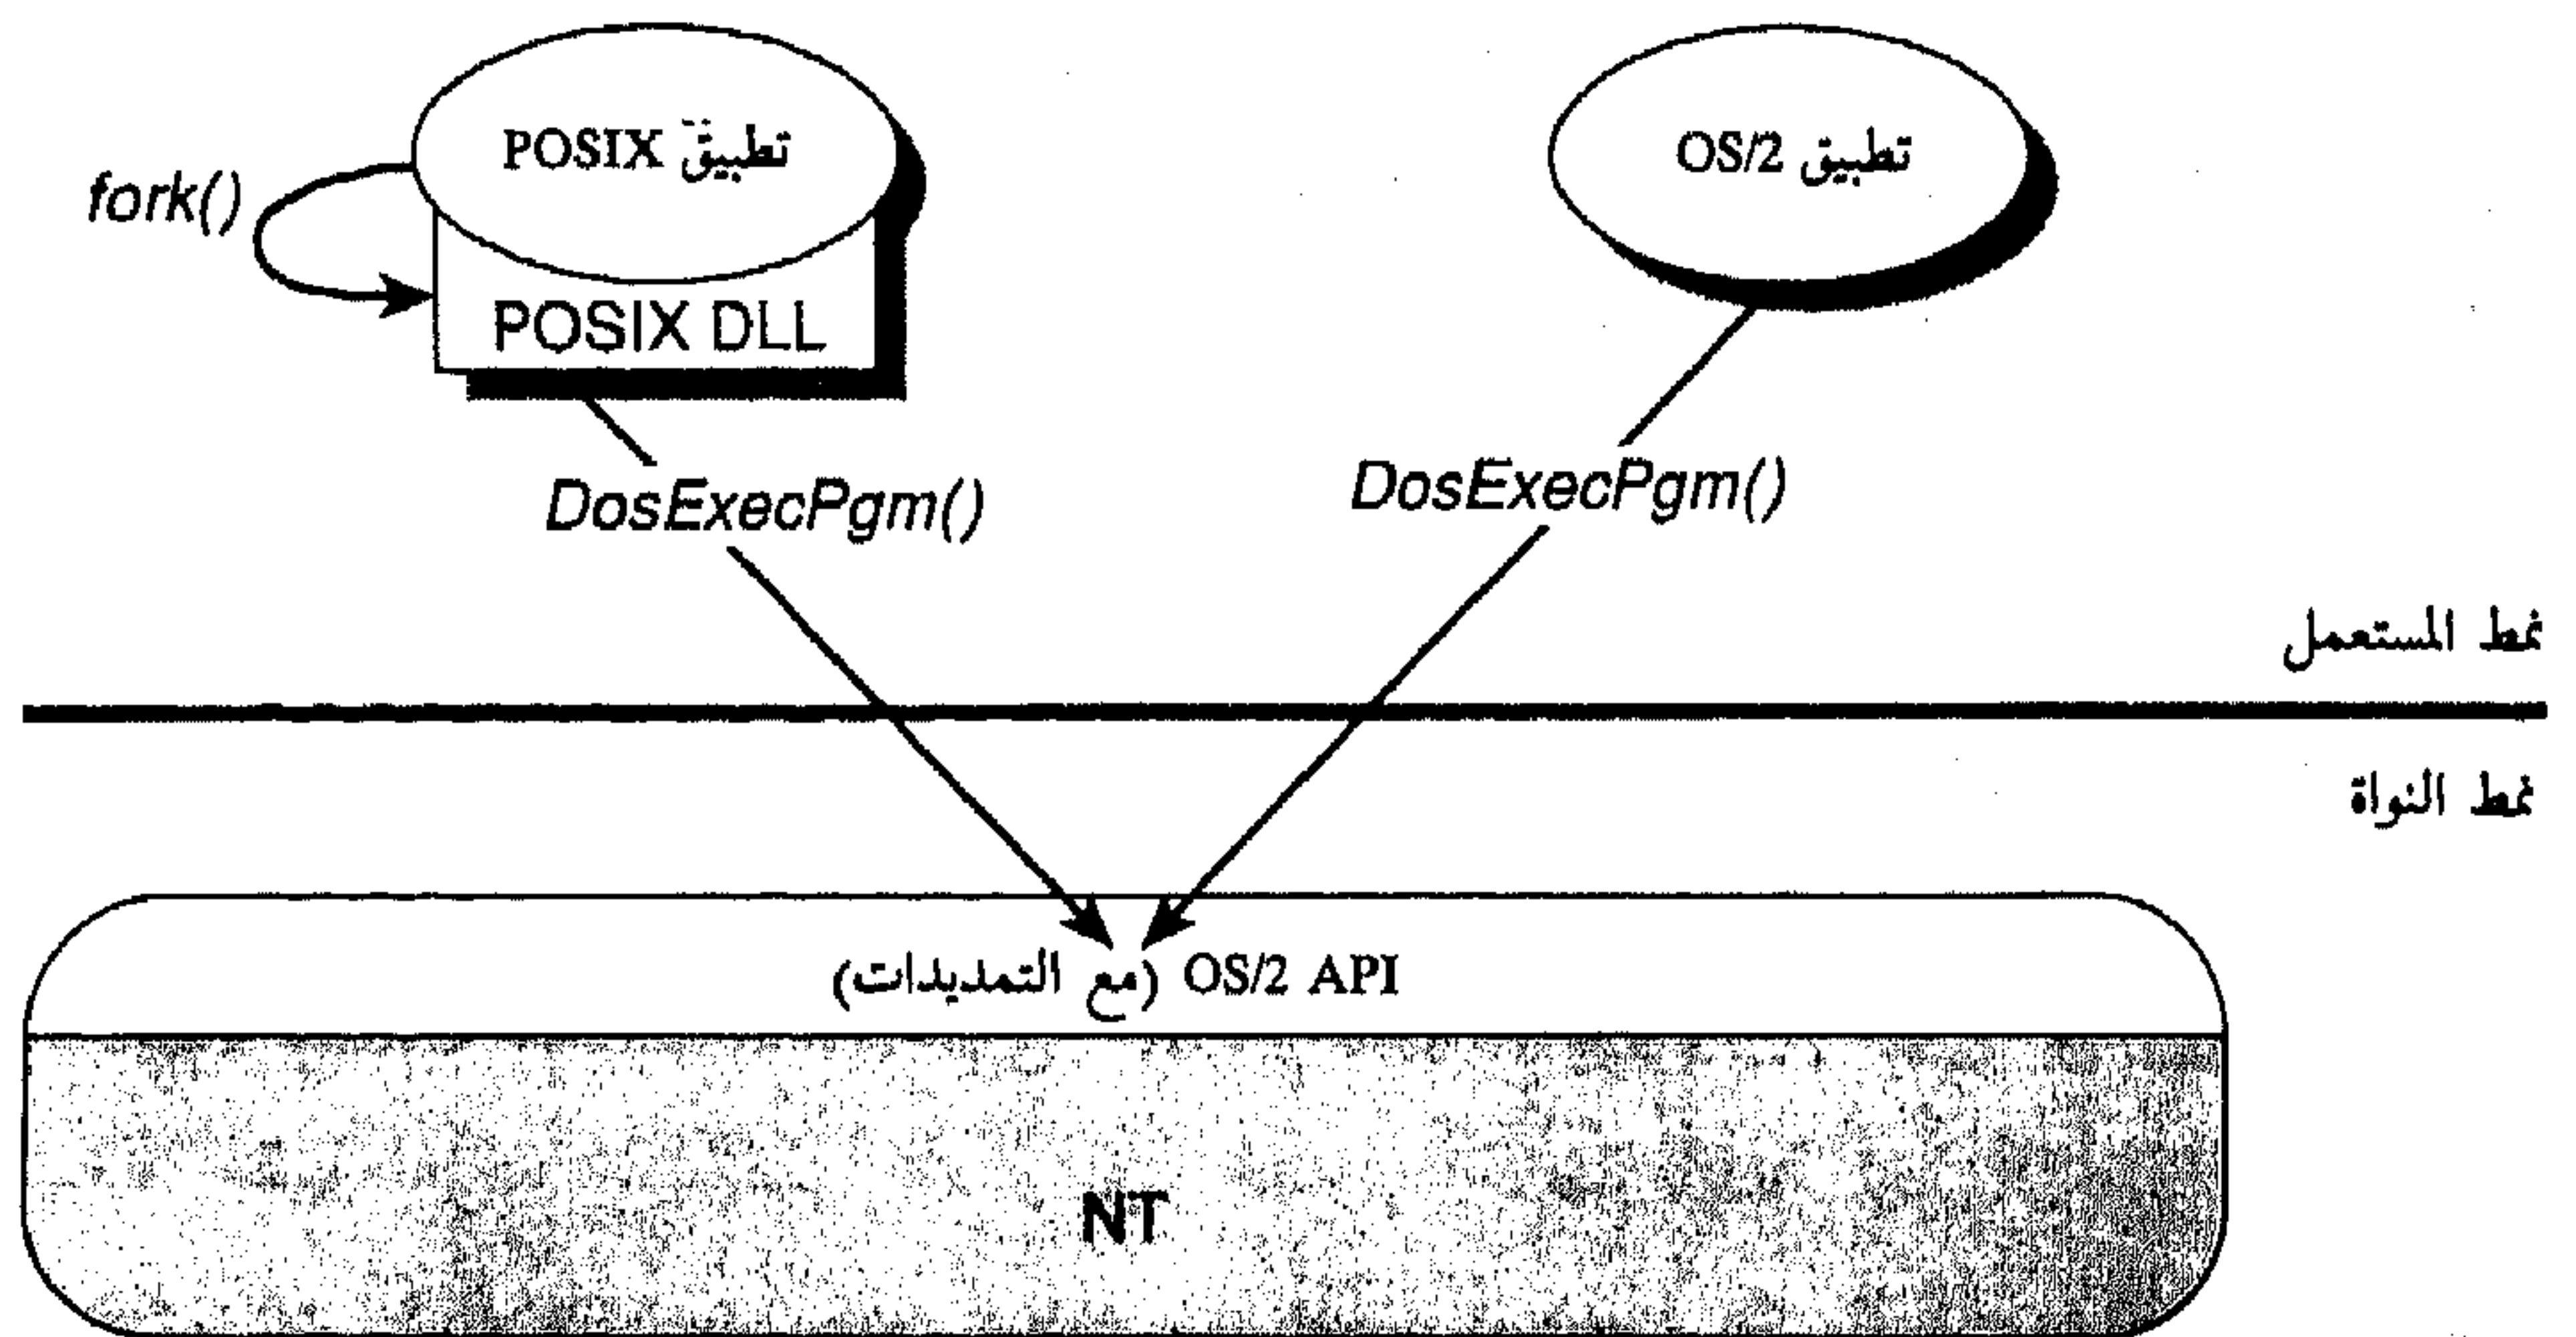 تطبيق POSIX
تطبيق OS/2
fork()
POSIX DLL
DosExecPgm()
DosExecPgm()
نمط المستعمل
نمط النواة
OS/2 API (مع التمديدات)
NT